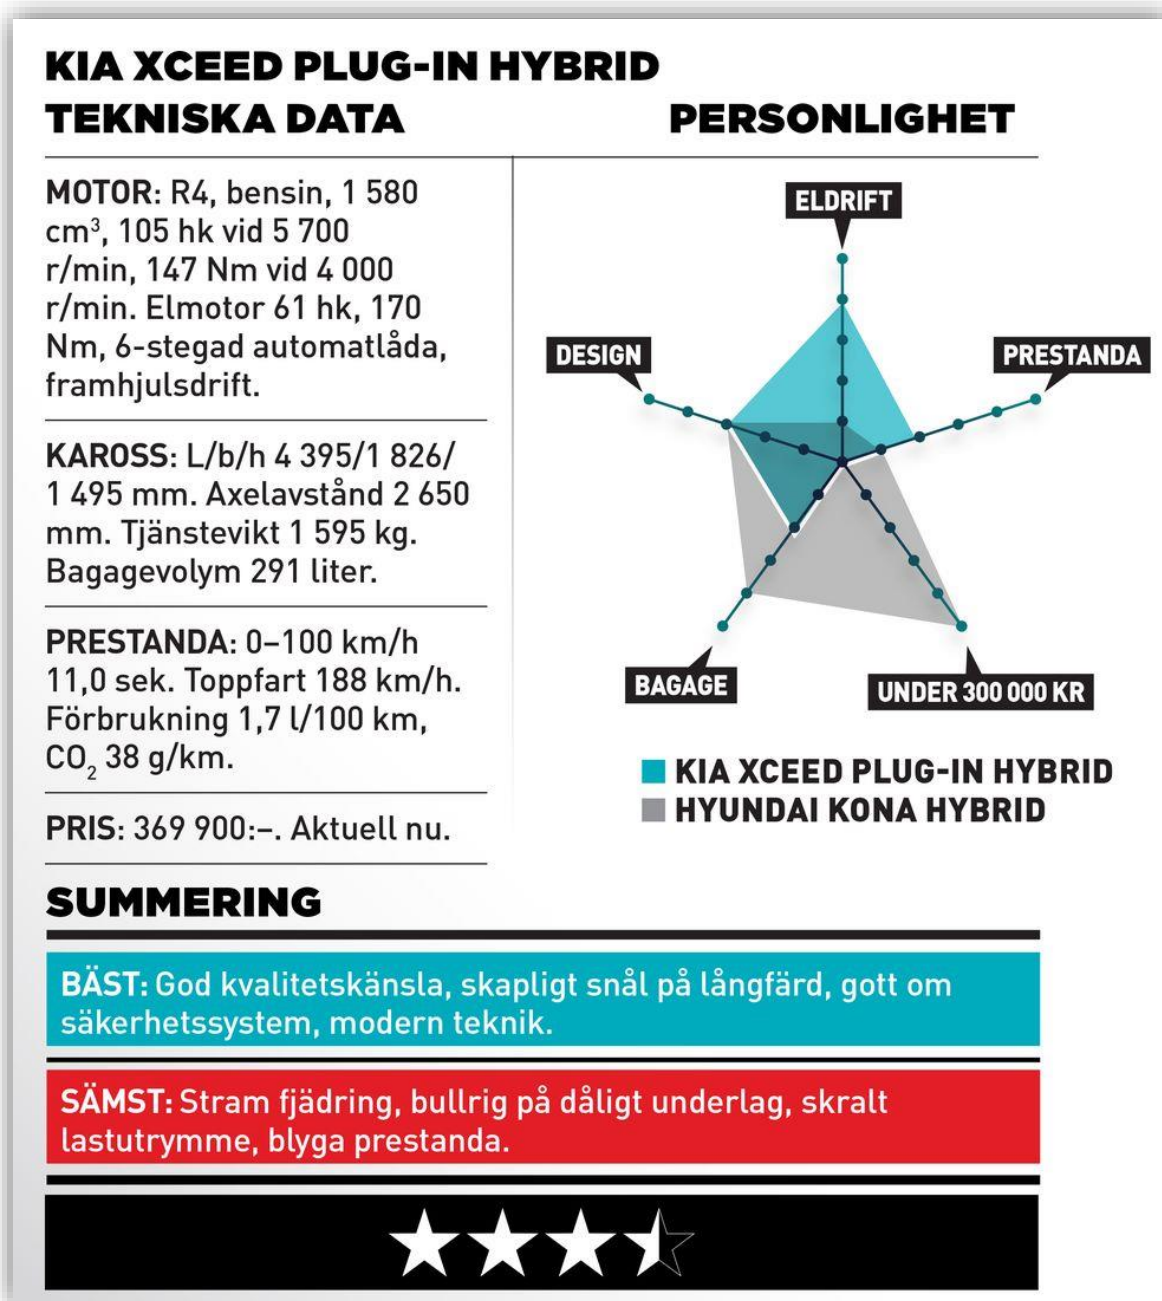 KIA XCEED PLUG-IN HYBRID
TEKNISKA DATA
MOTOR: R4, bensin, 1 580
cm³, 105 hk vid 5 700
r/min, 147 Nm vid 4 000
r/min. Elmotor 61 hk, 170
Nm, 6-stegad automatlåda,
framhjulsdrift.
KAROSS: L/b/h 4 395/1 826/
1 495 mm. Axelavstånd 2 650
mm. Tjänstevikt 1 595 kg.
Bagagevolym 291 liter.
PRESTANDA: 0–100 km/h
11,0 sek. Toppfart 188 km/h.
Förbrukning 1,7 l/100 km,
CO₂ 38 g/km.
PRIS: 369 900:–. Aktuell nu.
PERSONLIGHET
ELDRIFT
DESIGN
PRESTANDA
BAGAGE
UNDER 300 000 KR
KIA XCEED PLUG-IN HYBRID
HYUNDAI KONA HYBRID
SUMMERING
BÄST: God kvalitetskänsla, skapligt snål på långfärd, gott om
säkerhetssystem, modern teknik.
SÄMST: Stram fjädring, bullrig på dåligt underlag, skralt
lastutrymme, blyga prestanda.